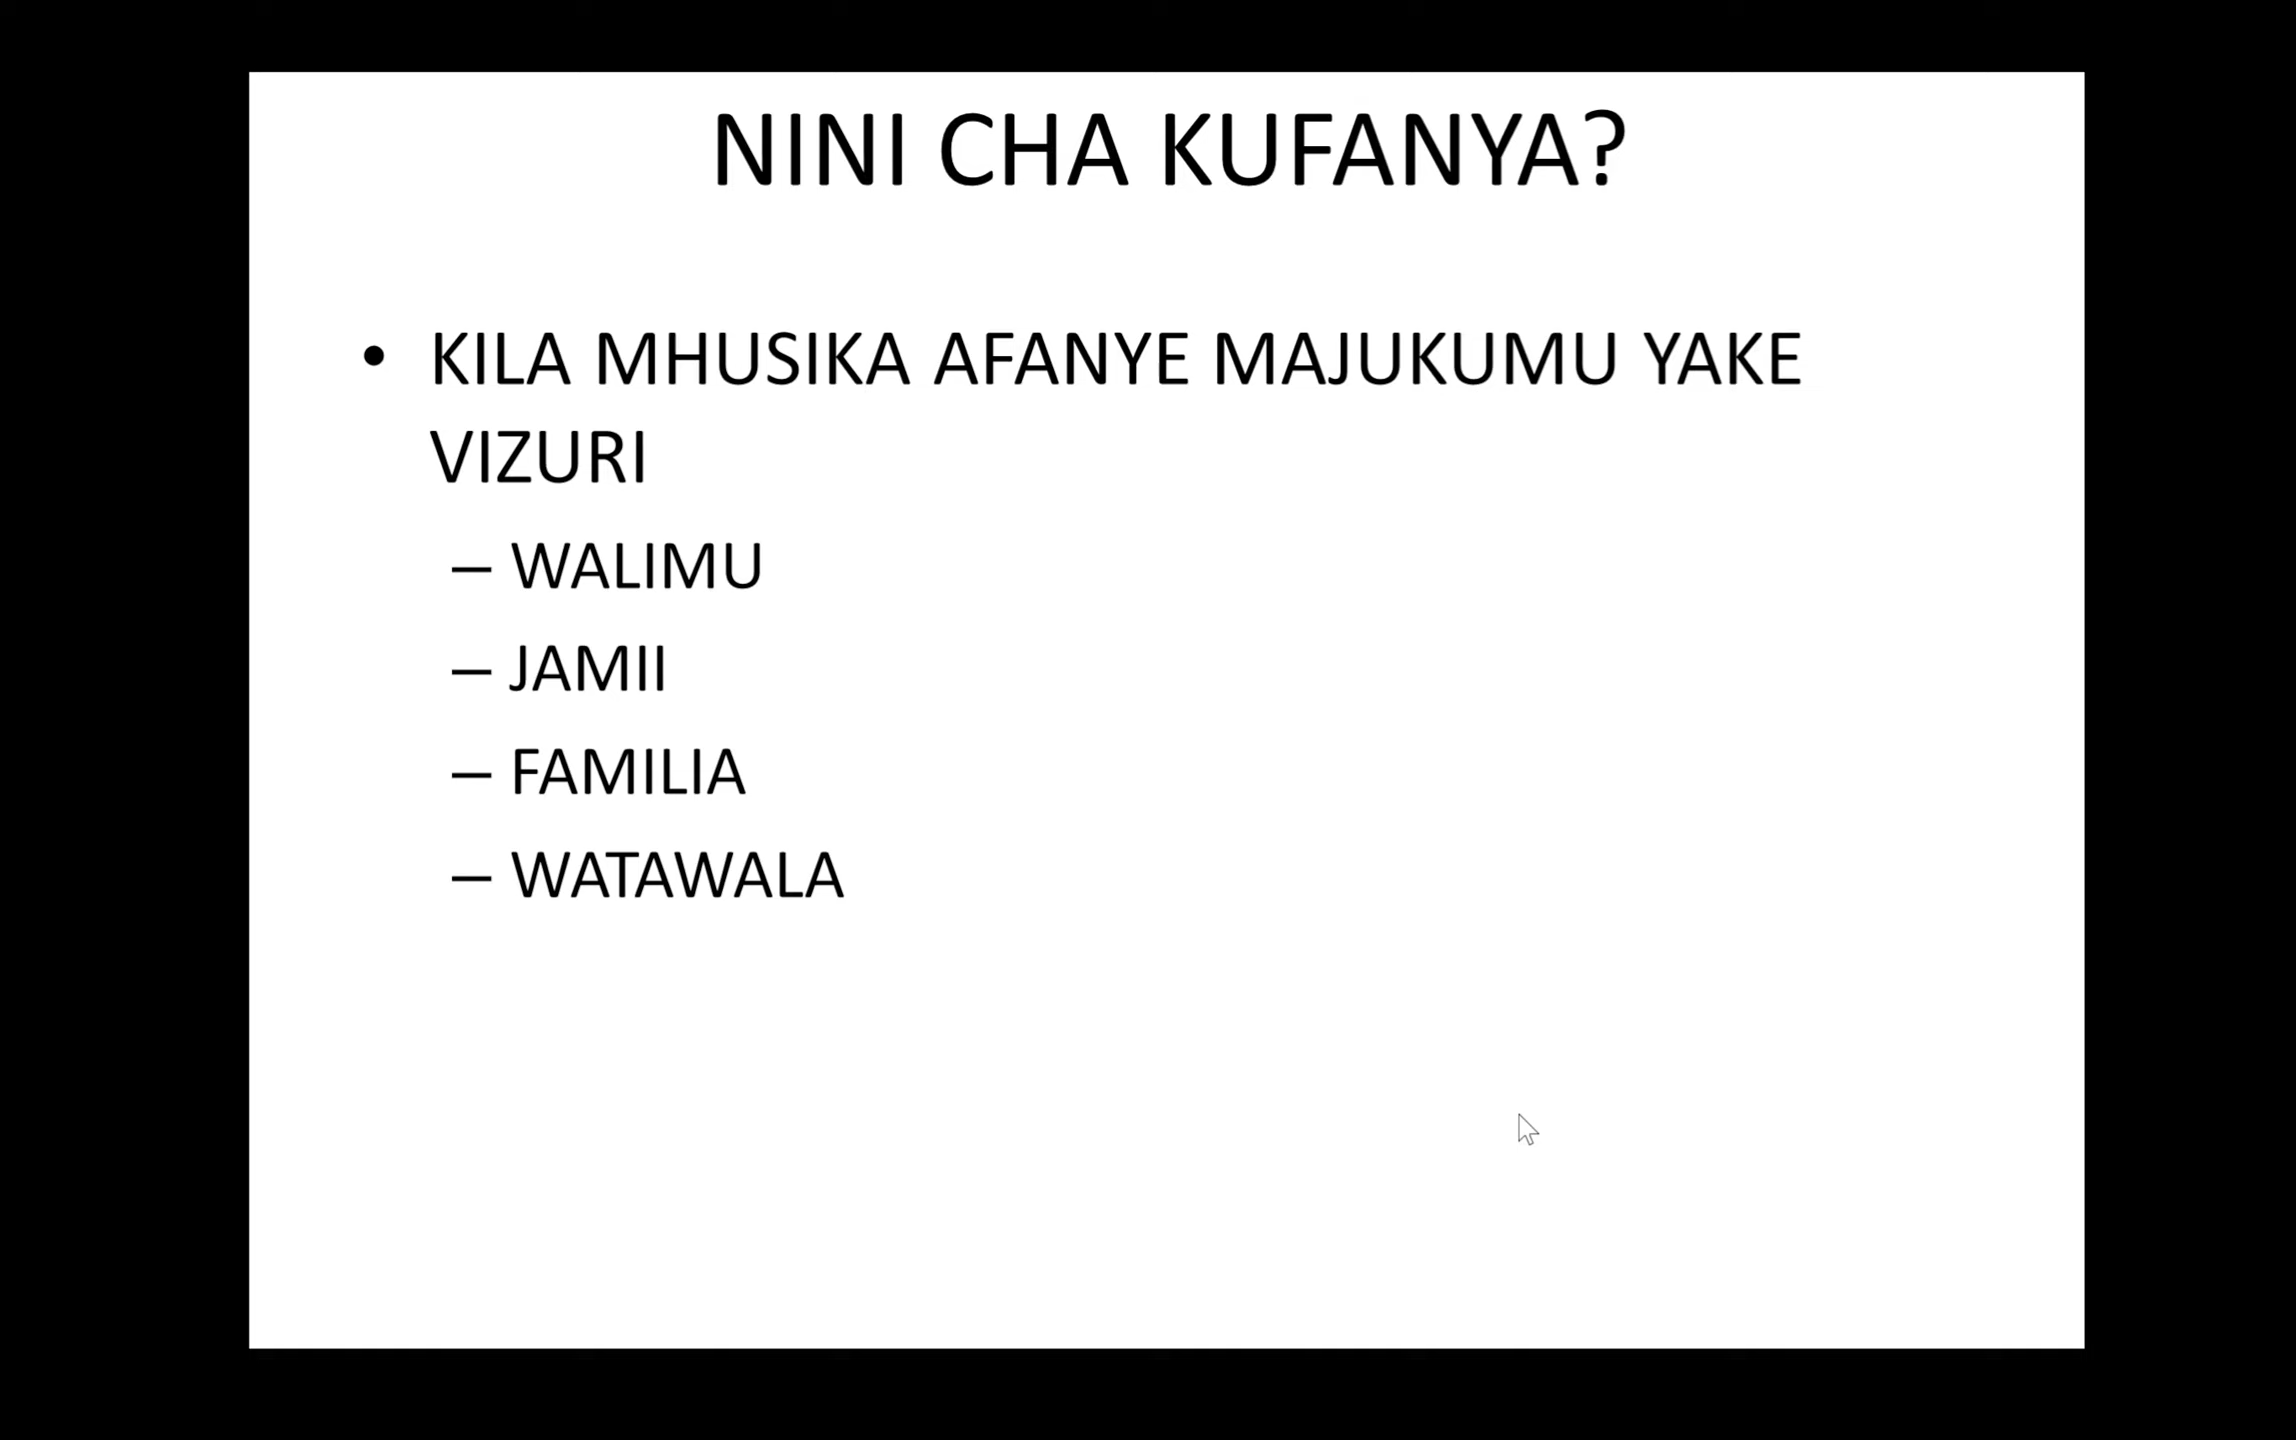 NINI CHA KUFANYA?
• KILA MHUSIKA AFANYE MAJUKUMU YAKE
VIZURI
– WALIMU
– JAMII
– FAMILIA
– WATAWALA